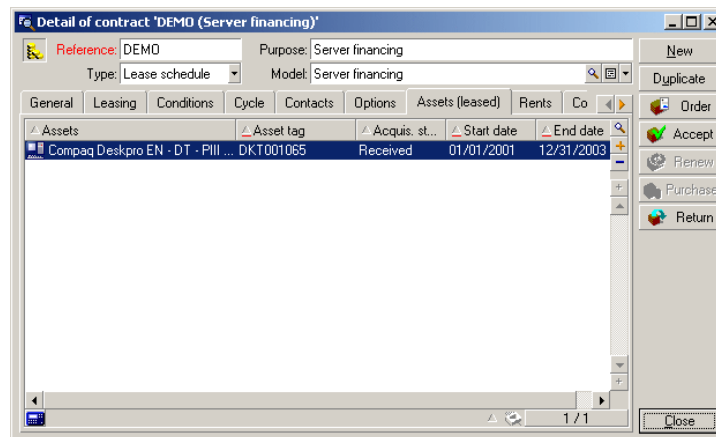 Detail of contract 'DEMO (Server financing)'
Reference: DEMO Purpose: Server financing New
Type: Lease schedule Model: Server financing Duplicate
General Leasing Conditions Cycle Contacts Options Assets (leased) Rents Co Order
Assets Asset tag Acquis. st... Start date End date Accept
Compaq Deskpro EN - DT - PIII ... DKT001065 Received 01/01/2001 12/31/2003
Renew
Purchase
Return
1 / 1 Close